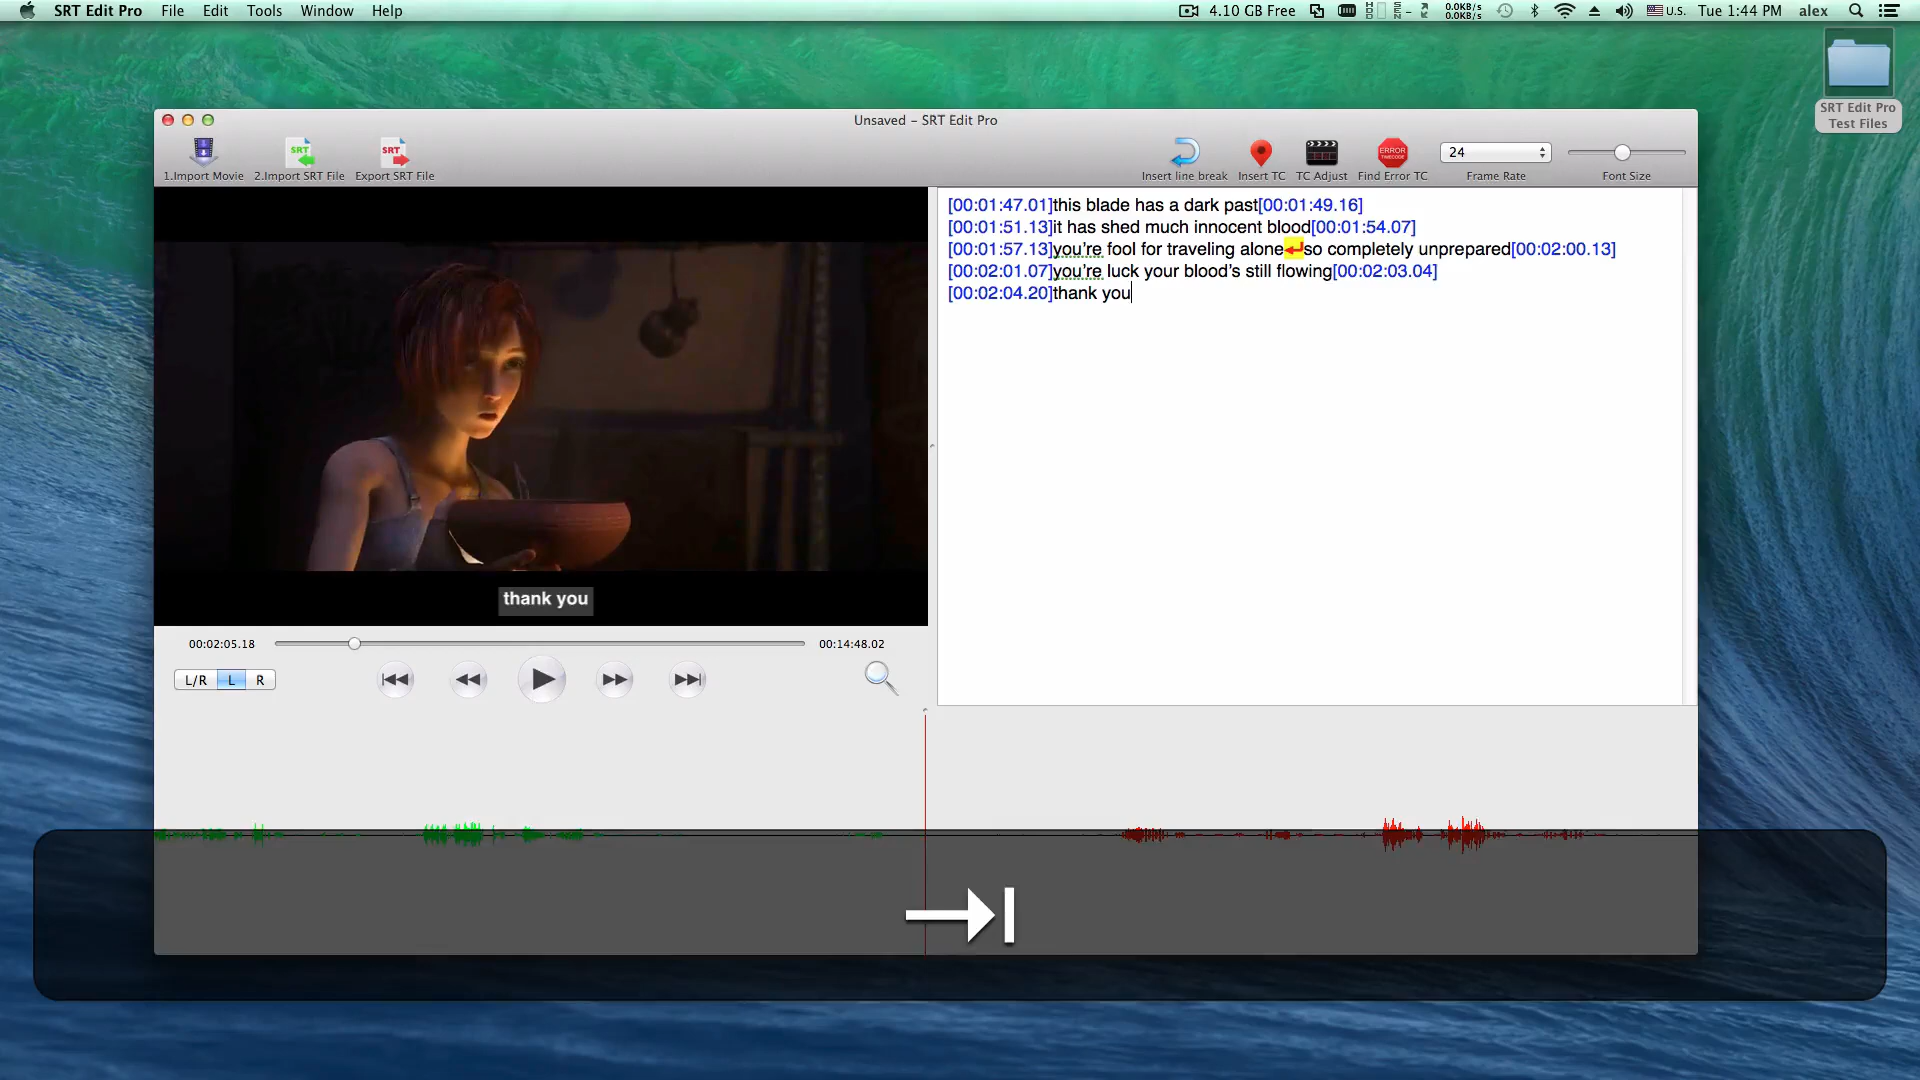 SRT Edit Pro File Edit Tools Window Help 4.10 GB Free 0.0KB/s 0.0KB/s U.S. Tue 1:44 PM alex
SRT Edit Pro
Test Files
Unsaved – SRT Edit Pro
SRT SRT ERROR TIMECODE 24
1.Import Movie 2.Import SRT File Export SRT File Insert line break Insert TC TC Adjust Find Error TC Frame Rate Font Size
[00:01:47.01]this blade has a dark past[00:01:49.16]
[00:01:51.13]it has shed much innocent blood[00:01:54.07]
[00:01:57.13]you're fool for traveling alone↵so completely unprepared[00:02:00.13]
[00:02:01.07]you're luck your blood's still flowing[00:02:03.04]
[00:02:04.20]thank you
thank you
00:02:05.18 00:14:48.02
L/R L R